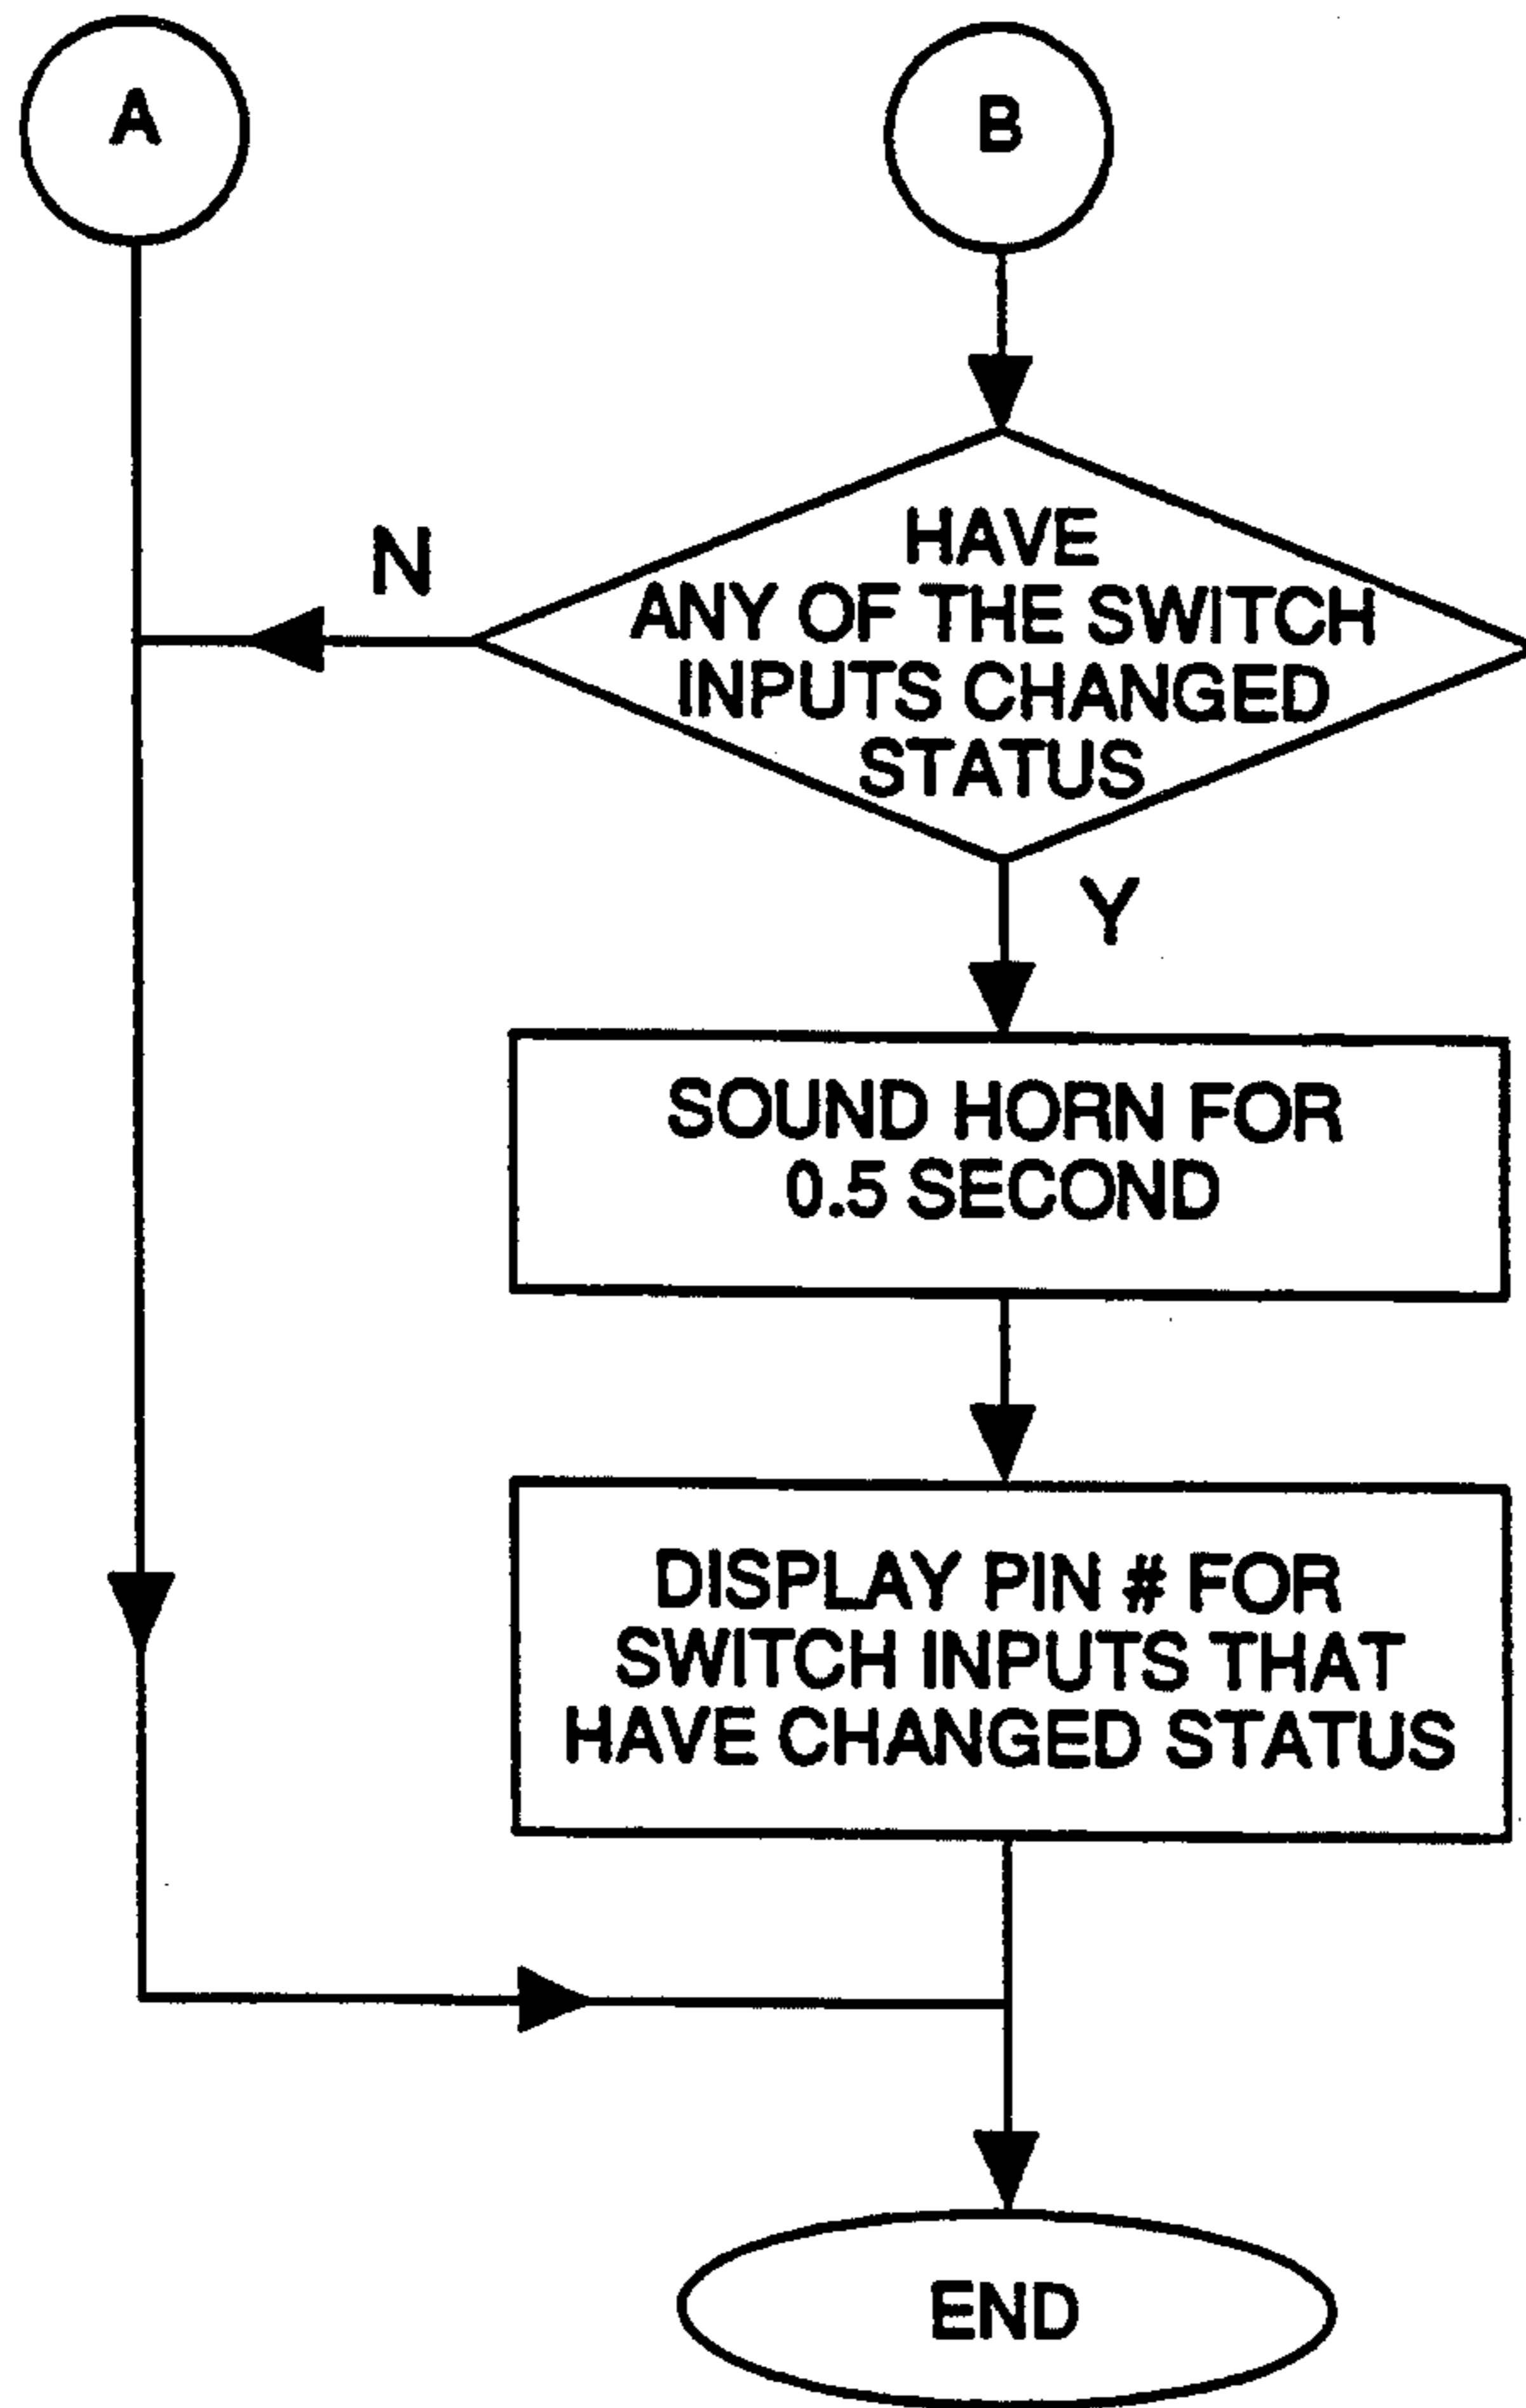 A
B
HAVE
ANY OF THE SWITCH
INPUTS CHANGED
STATUS
N
Y
SOUND HORN FOR
0.5 SECOND
DISPLAY PIN # FOR
SWITCH INPUTS THAT
HAVE CHANGED STATUS
END